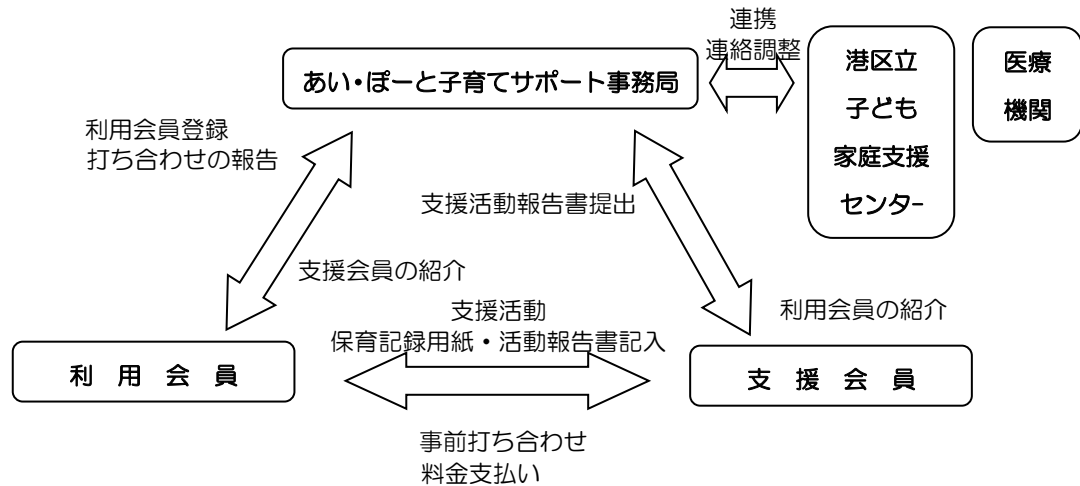 連携
連絡調整
あい・ぽーと子育てサポート事務局
港区立
子ども
家庭支援
センター
医療
機関
利用会員登録
打ち合わせの報告
支援活動報告書提出
支援会員の紹介
利用会員の紹介
支援活動
保育記録用紙・活動報告書記入
利 用 会 員
支 援 会 員
事前打ち合わせ
料金支払い